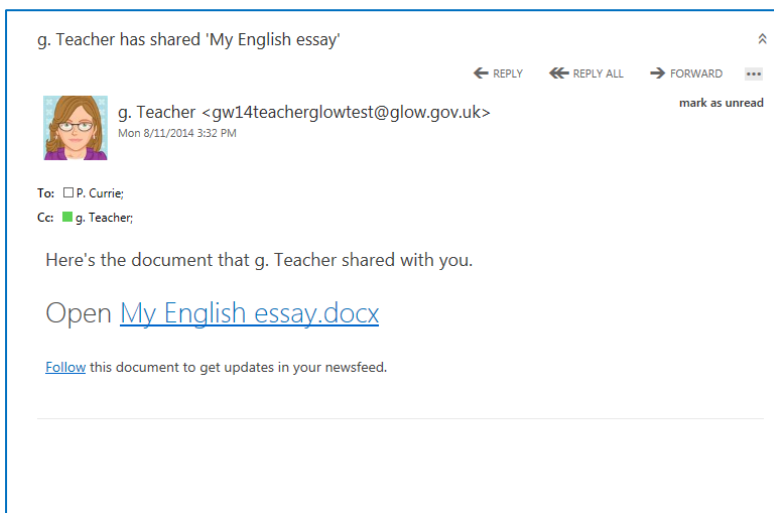 g. Teacher has shared 'My English essay'
REPLY REPLY ALL FORWARD
mark as unread
g. Teacher <gw14teacherglowtest@glow.gov.uk>
Mon 8/11/2014 3:32 PM
To: P. Currie;
Cc: g. Teacher;
Here's the document that g. Teacher shared with you.
Open My English essay.docx
Follow this document to get updates in your newsfeed.